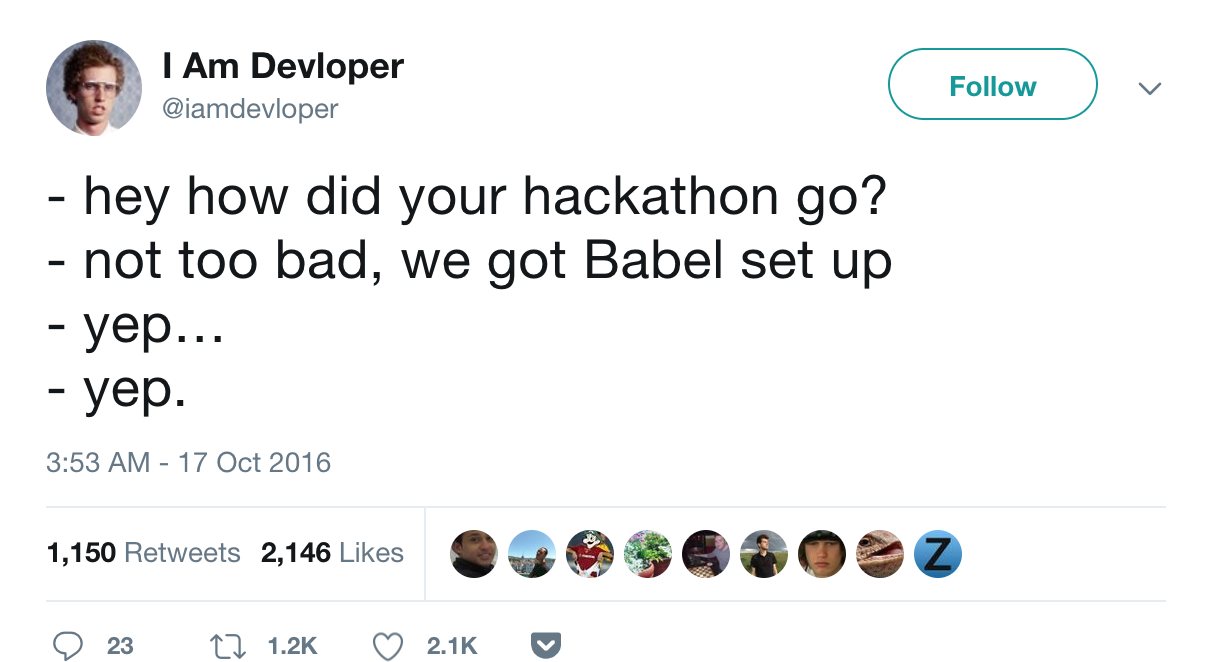 I Am Devloper
@iamdevloper
Follow
- hey how did your hackathon go?
- not too bad, we got Babel set up
- yep…
- yep.
3:53 AM - 17 Oct 2016
1,150 Retweets 2,146 Likes
Z
23 1.2K 2.1K